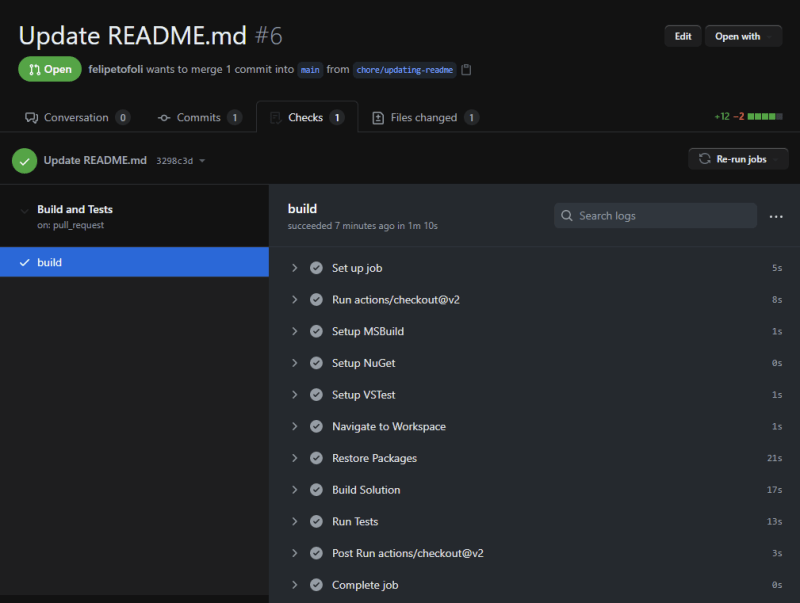 Update README.md #6
Edit
Open with
Open
felipetofoli wants to merge 1 commit into main from chore/updating-readme
Conversation 0
Commits 1
Checks 1
Files changed 1
+12 −2
Update README.md 3298c3d
Re-run jobs
Build and Tests
on: pull_request
build
build
succeeded 7 minutes ago in 1m 10s
Search logs
Set up job 5s
Run actions/checkout@v2 8s
Setup MSBuild 1s
Setup NuGet 0s
Setup VSTest 1s
Navigate to Workspace 1s
Restore Packages 21s
Build Solution 17s
Run Tests 13s
Post Run actions/checkout@v2 3s
Complete job 0s